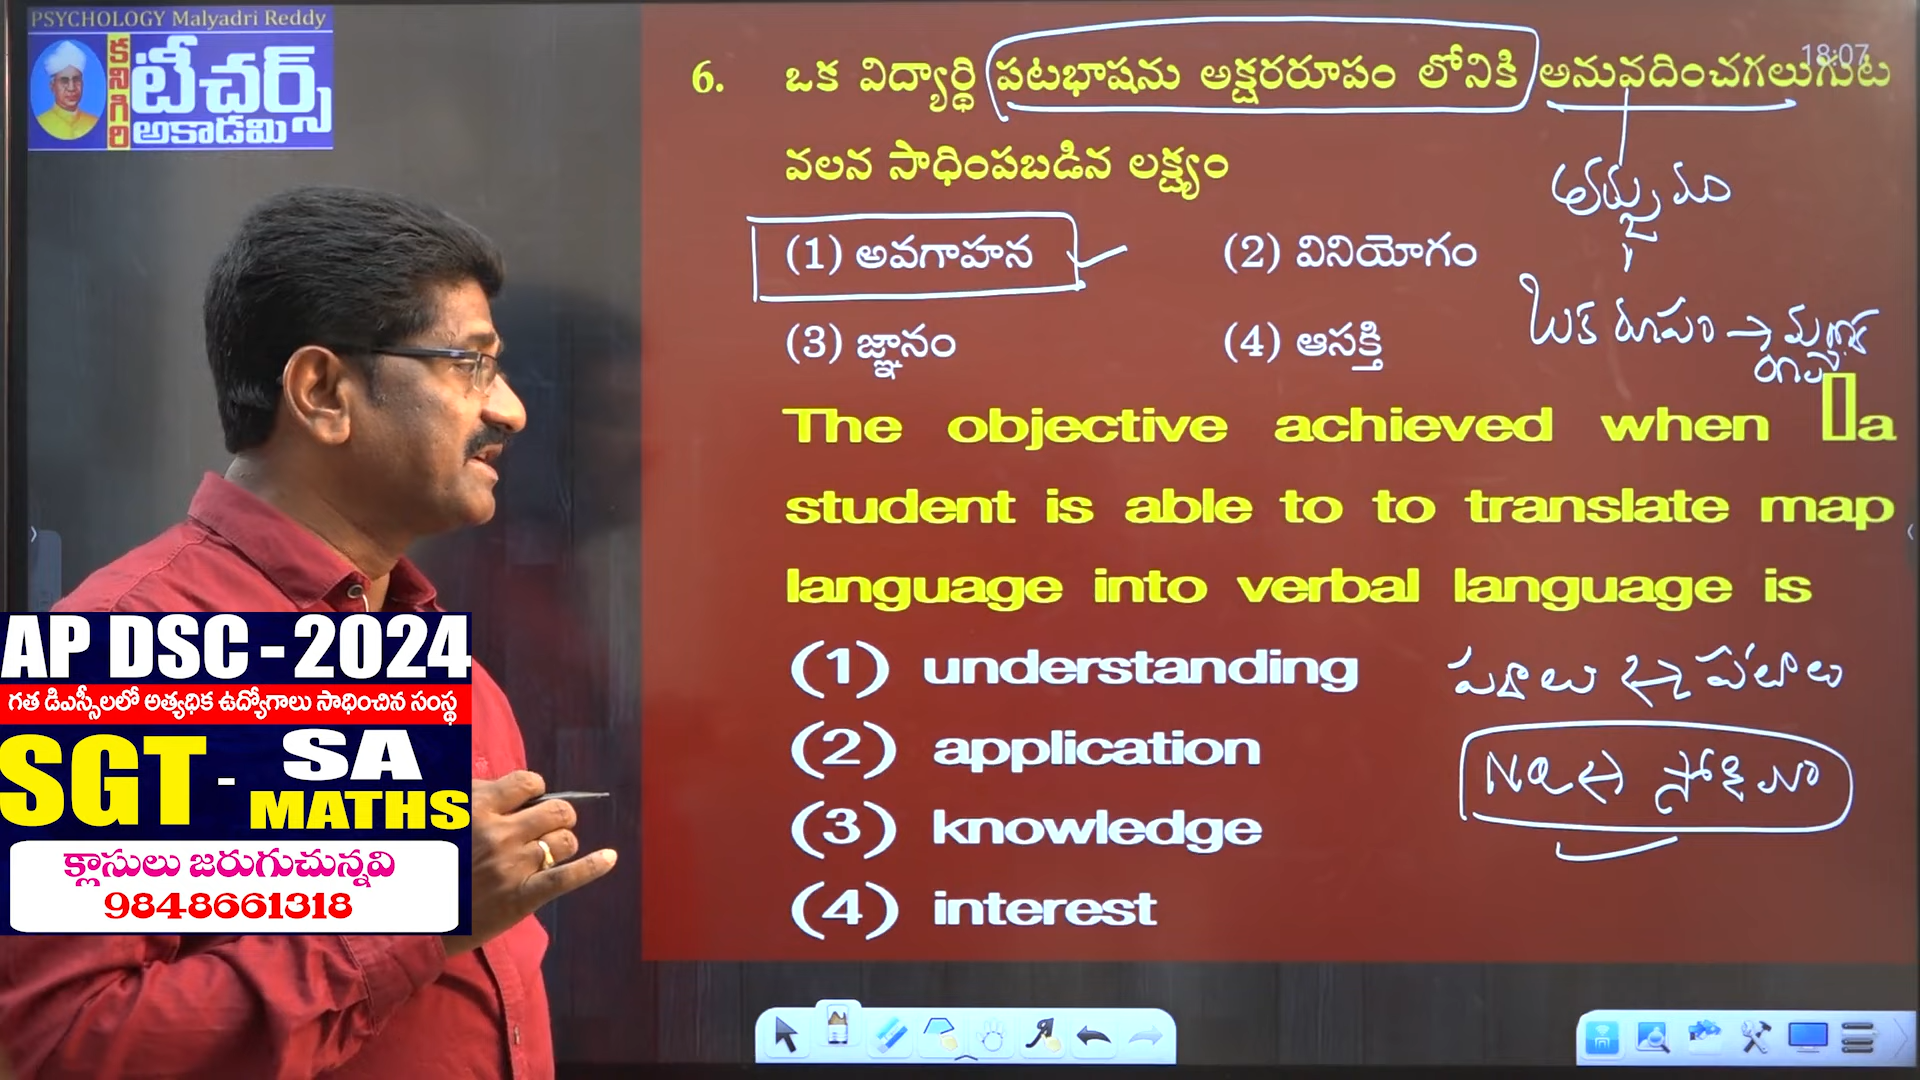 PSYCHOLOGY Malyadri Reddy
కనిగిరి
టీచర్స్
అకాడమి
18:07
6. ఒక విద్యార్థి పటభాషను అక్షరరూపం లోనికి అనువదించగలుగుట
వలన సాధింపబడిన లక్ష్యం
(1) అవగాహన (2) వినియోగం
(3) జ్ఞానం (4) ఆసక్తి
ఒక రూపం →
The objective achieved when a
student is able to to translate map
language into verbal language is
(1) understanding
(2) application
(3) knowledge
(4) interest
AP DSC - 2024
గత డిఎస్సీలలో అత్యధిక ఉద్యోగాలు సాధించిన సంస్థ
SGT - SA
MATHS
క్లాసులు జరుగుచున్నవి
9848661318